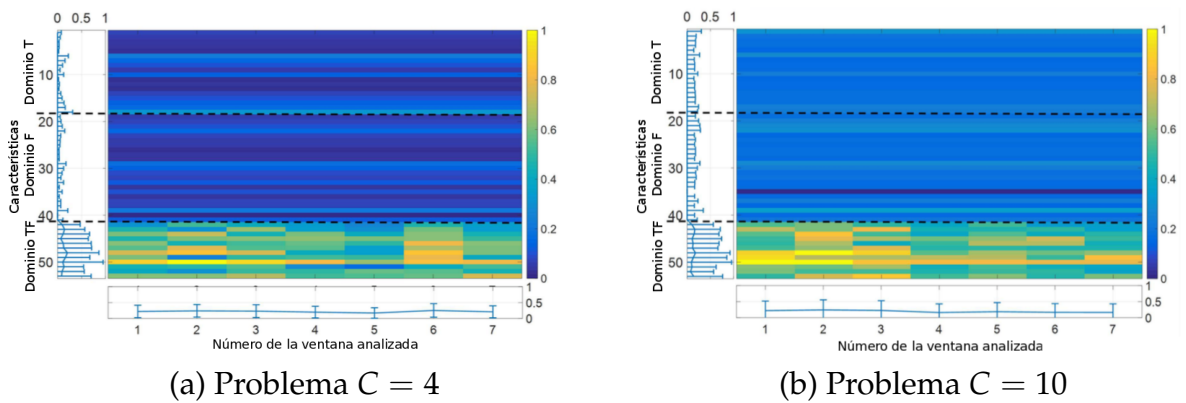 0 0.5 1
Dominio T
10
20
Características
Dominio F
30
40
Dominio TF
50
1
0.8
0.6
0.4
0.2
0
1
0.5
0
1 2 3 4 5 6 7
Número de la ventana analizada
(a) Problema C = 4
0 0.5 1
Dominio T
10
20
Características
Dominio F
30
40
Dominio TF
50
1
0.8
0.6
0.4
0.2
0
1
0.5
0
1 2 3 4 5 6 7
Número de la ventana analizada
(b) Problema C = 10